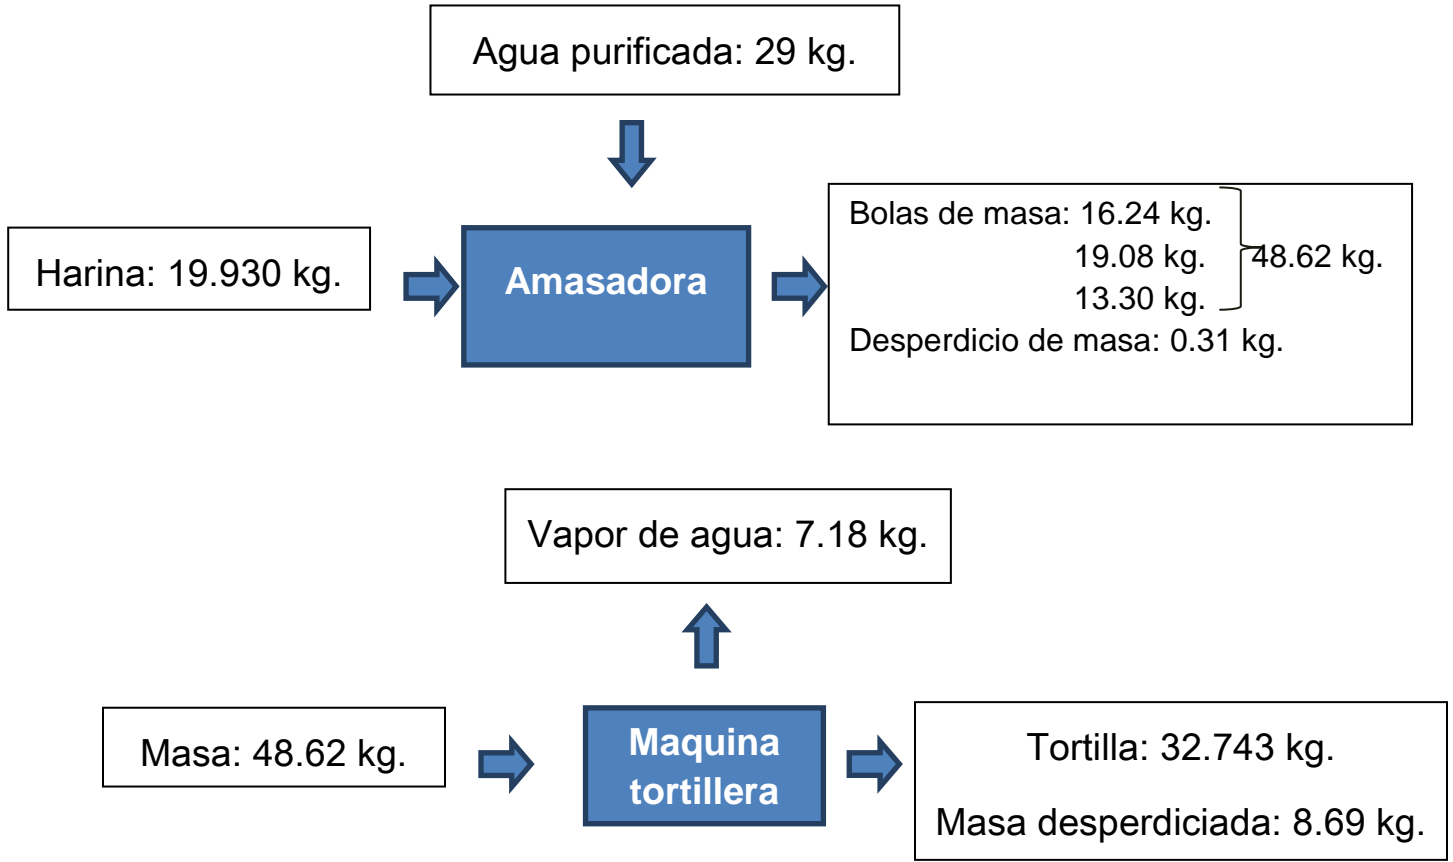 Agua purificada: 29 kg.
Harina: 19.930 kg.
Amasadora
Bolas de masa: 16.24 kg.
19.08 kg. 48.62 kg.
13.30 kg.
Desperdicio de masa: 0.31 kg.
Vapor de agua: 7.18 kg.
Masa: 48.62 kg.
Maquina
tortillera
Tortilla: 32.743 kg.
Masa desperdiciada: 8.69 kg.